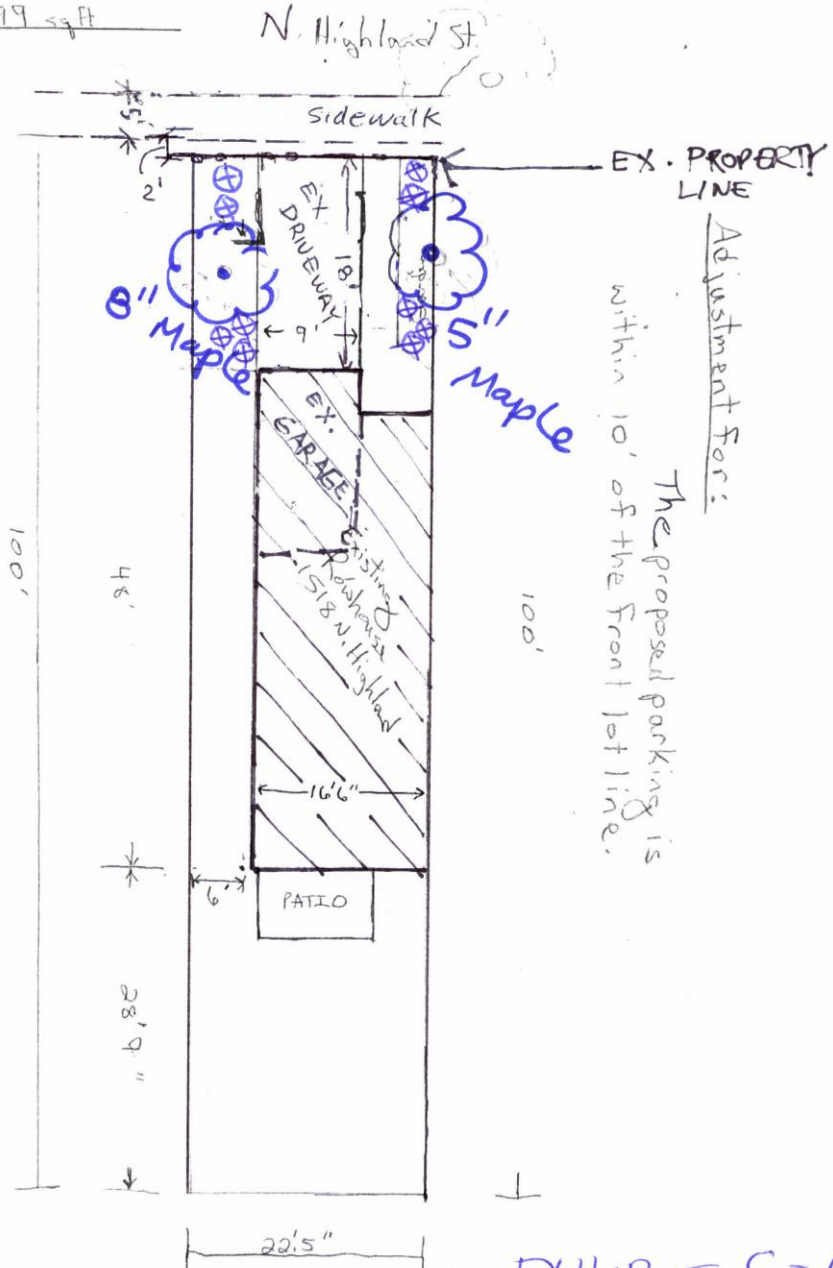 99 sq ft
N. Highland St.
Sidewalk
5'
2'
EX. PROPERTY
LINE
EX
DRIVEWAY
18'
9'
8"
Maple
5"
Maple
Adjustment for:
The proposed parking is
within 10' of the front lot line.
EX.
GARAGE
Existing
Rowhouse
1518 N. Highland
100'
48'
100'
16'6"
6'
PATIO
28'9"
22'5"